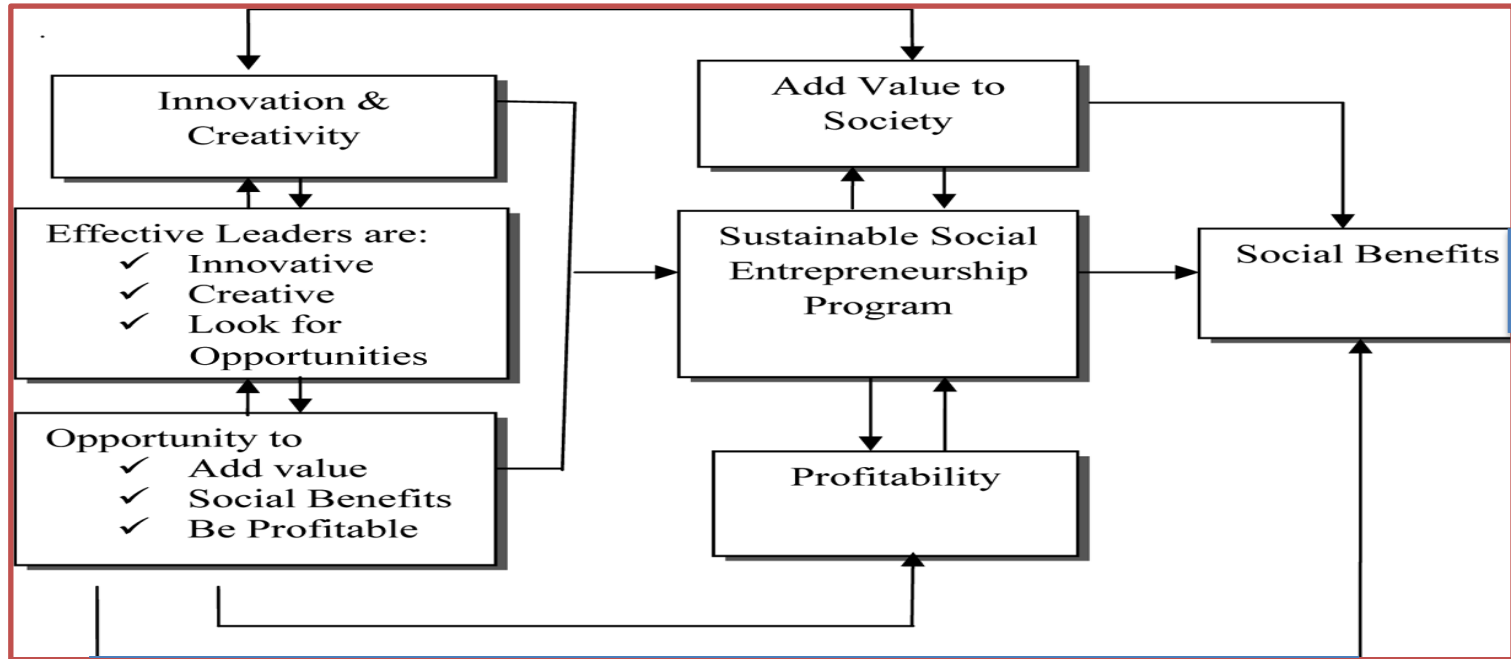 Innovation &
Creativity
Effective Leaders are:
✓ Innovative
✓ Creative
✓ Look for
Opportunities
Opportunity to
✓ Add value
✓ Social Benefits
✓ Be Profitable
Add Value to
Society
Sustainable Social
Entrepreneurship
Program
Profitability
Social Benefits